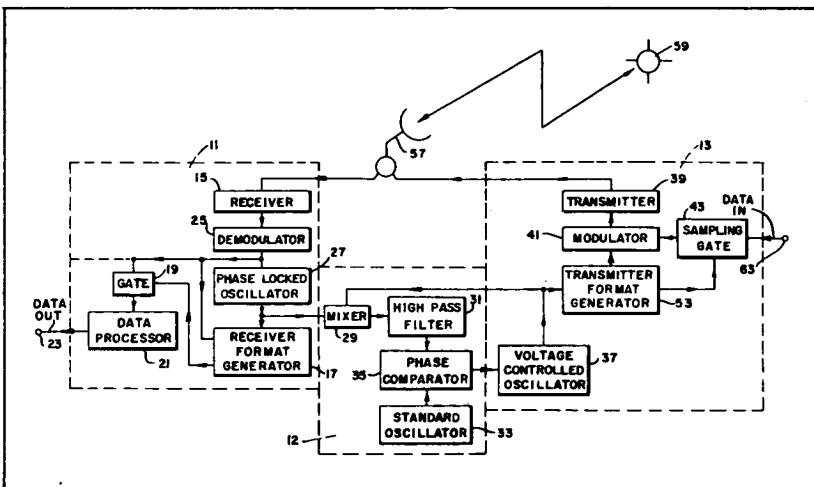 59
57
11
13
15
RECEIVER
TRANSMITTER
39
25
DEMODULATOR
41
MODULATOR
43
SAMPLING
GATE
DATA
IN
63
27
19
GATE
PHASE LOCKED
OSCILLATOR
TRANSMITTER
FORMAT
GENERATOR
53
DATA
OUT
23
DATA
PROCESSOR
21
RECEIVER
FORMAT
GENERATOR
17
MIXER
29
HIGH PASS
FILTER
31
35
PHASE
COMPARATOR
VOLTAGE
CONTROLLED
OSCILLATOR
37
12
STANDARD
OSCILLATOR
33